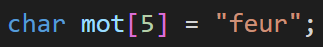 char mot[5] = "feur";